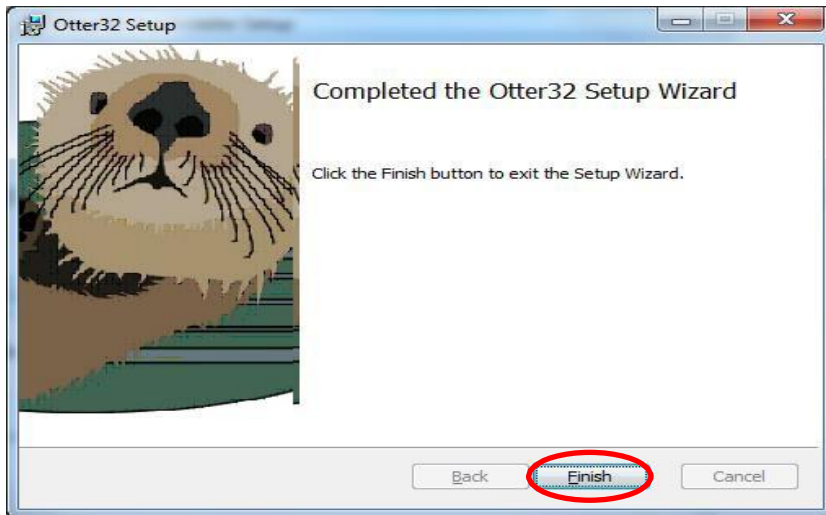 Otter32 Setup
Completed the Otter32 Setup Wizard
Click the Finish button to exit the Setup Wizard.
Back Finish Cancel